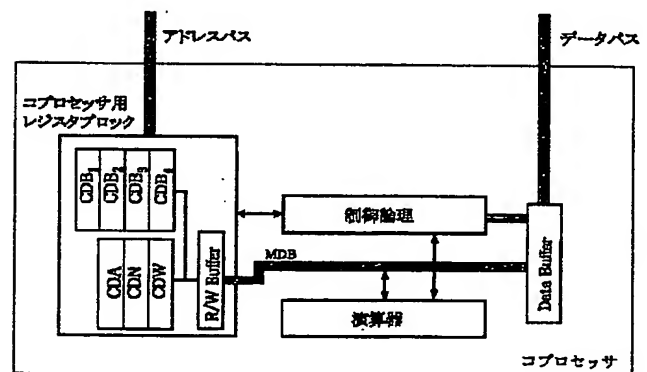 アドレスバス
データバス
コプロセッサ用
レジスタブロック
CDB1
CDB2
CDB3
CDB4
制御論理
MDB
CDA
CDN
CDW
R/W Buffer
Data Buffer
演算器
コプロセッサ